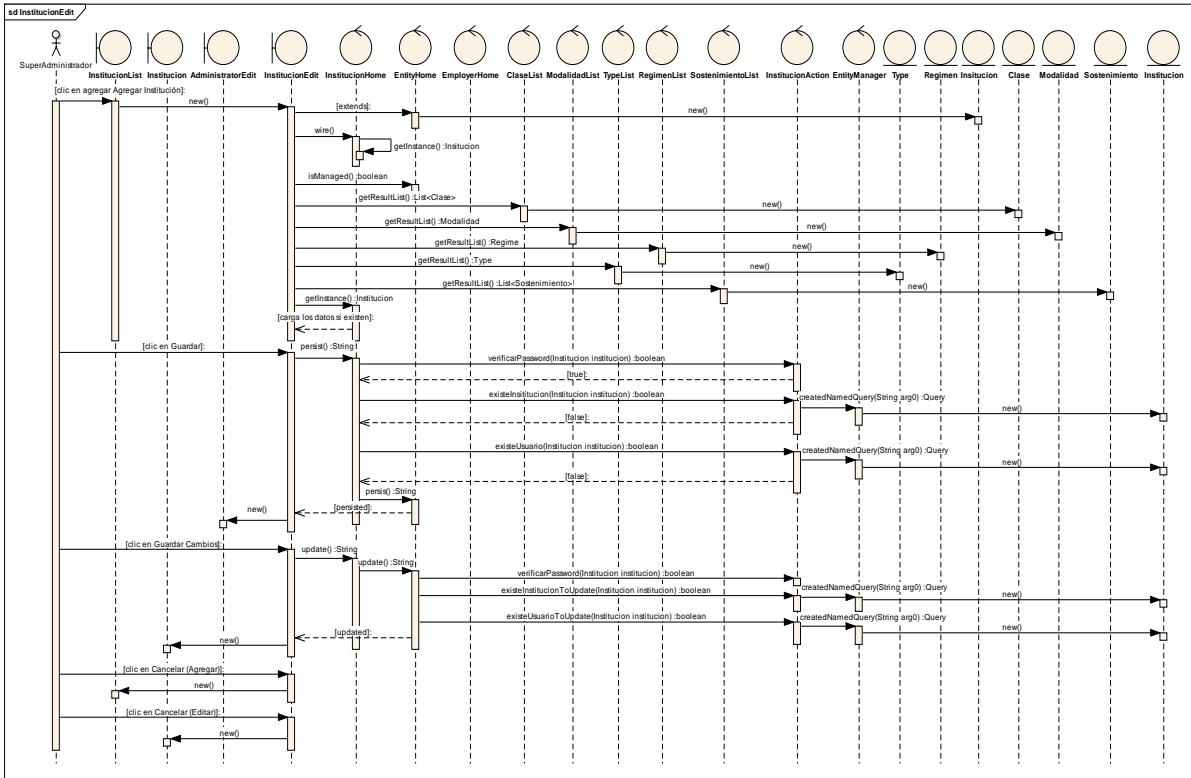 sd InstitucionEdit
SuperAdministrador
InstitucionList
Institucion
AdministratorEdit
InstitucionEdit
InstitucionHome
EntityHome
EmployerHome
ClaseList
ModalidadList
TypeList
RegimenList
SostenimientoList
InstitucionAction
EntityManager
Type
Regimen
Insitucion
Clase
Modalidad
Sostenimiento
Institucion
[clic en agregar Agregar Institución]:
new()
[extends]:
new()
wire()
getInstance() :Insitucion
isManaged() :boolean
getResultList() :List<Clase>
new()
getResultList() :Modalidad
new()
getResultList() :Regime
new()
getResultList() :Type
new()
getResultList() :List<Sostenimiento>
new()
getInstance() :Institucion
[carga los datos si existen]:
[clic en Guardar]:
persist() :String
verificarPassword(Institucion institucion) :boolean
[true]:
existeInsititucion(Institucion institucion) :boolean
createdNamedQuery(String arg0) :Query
new()
[false]:
existeUsuario(Institucion institucion) :boolean
createdNamedQuery(String arg0) :Query
new()
[false]:
persis() :String
[persisted]:
new()
[clic en Guardar Cambios]:
update() :String
update() :String
verificarPassword(Institucion institucion) :boolean
existeInstitucionToUpdate(Institucion institucion) :boolean
createdNamedQuery(String arg0) :Query
new()
existeUsuarioToUpdate(Institucion institucion) :boolean
createdNamedQuery(String arg0) :Query
new()
[updated]:
new()
[clic en Cancelar (Agregar)]:
new()
[clic en Cancelar (Editar)]:
new()